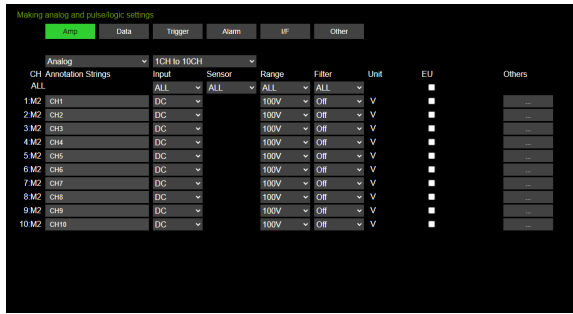 Making analog and pulse/logic settings
Amp Data Trigger Alarm I/F Other
Analog 1CH to 10CH
CH Annotation Strings Input Sensor Range Filter Unit EU Others
ALL ALL ALL ALL ALL
1:M2 CH1 DC 100V Off V ...
2:M2 CH2 DC 100V Off V ...
3:M2 CH3 DC 100V Off V ...
4:M2 CH4 DC 100V Off V ...
5:M2 CH5 DC 100V Off V ...
6:M2 CH6 DC 100V Off V ...
7:M2 CH7 DC 100V Off V ...
8:M2 CH8 DC 100V Off V ...
9:M2 CH9 DC 100V Off V ...
10:M2 CH10 DC 100V Off V ...